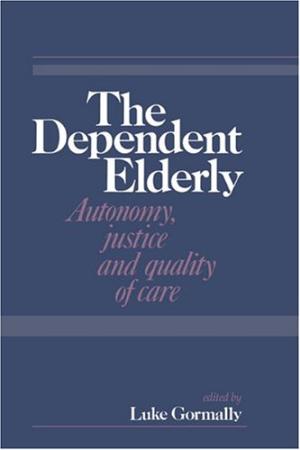 The
Dependent
Elderly
Autonomy,
justice
and quality
of care
edited by
Luke Gormally